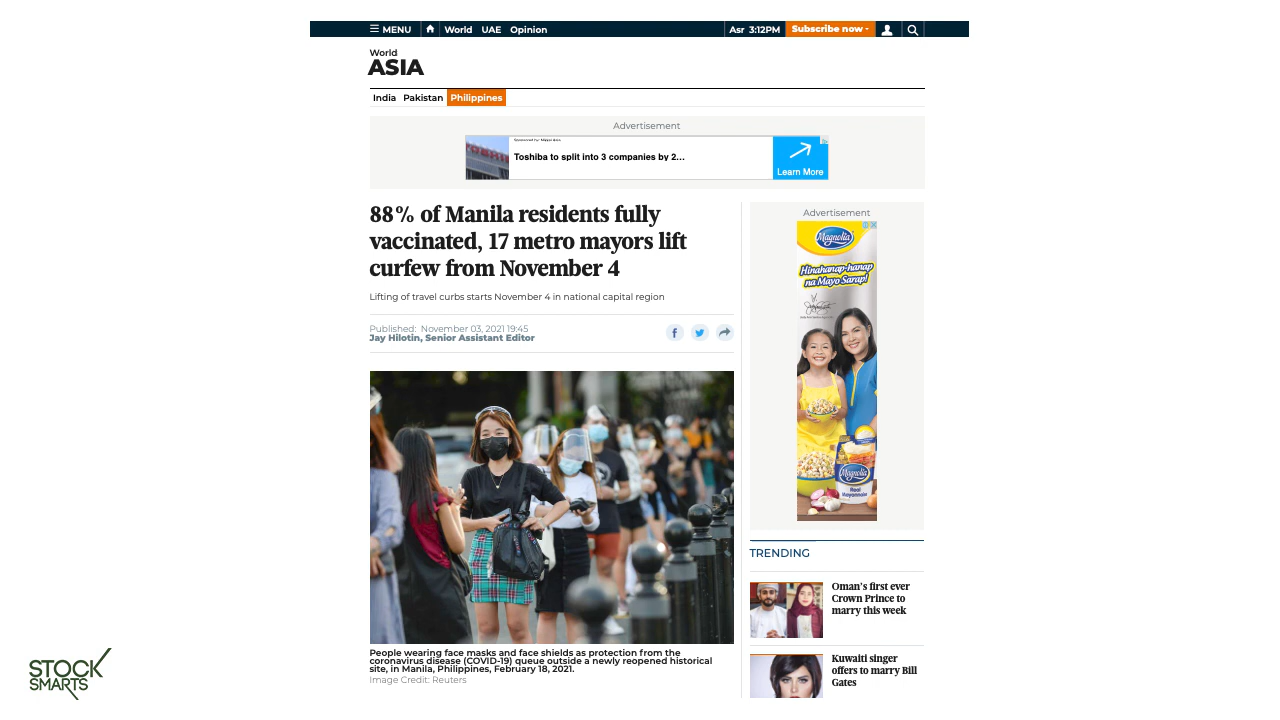 MENU World UAE Opinion Asr 3:12PM Subscribe now -
World
ASIA
India Pakistan Philippines
Advertisement
Toshiba to split into 3 companies by 2...
Learn More
88% of Manila residents fully
vaccinated, 17 metro mayors lift
curfew from November 4
Lifting of travel curbs starts November 4 in national capital region
Published: November 03, 2021 19:45
Jay Hilotin, Senior Assistant Editor
People wearing face masks and face shields as protection from the
coronavirus disease (COVID-19) queue outside a newly reopened historical
site, in Manila, Philippines, February 18, 2021.
Image Credit: Reuters
Advertisement
Magnolia
Hinahanap-hanap
na Mayo Sarap!
Magnolia
Real
Mayonnaise
TRENDING
Oman's first ever
Crown Prince to
marry this week
Kuwaiti singer
offers to marry Bill
Gates
STOCK
SMARTS